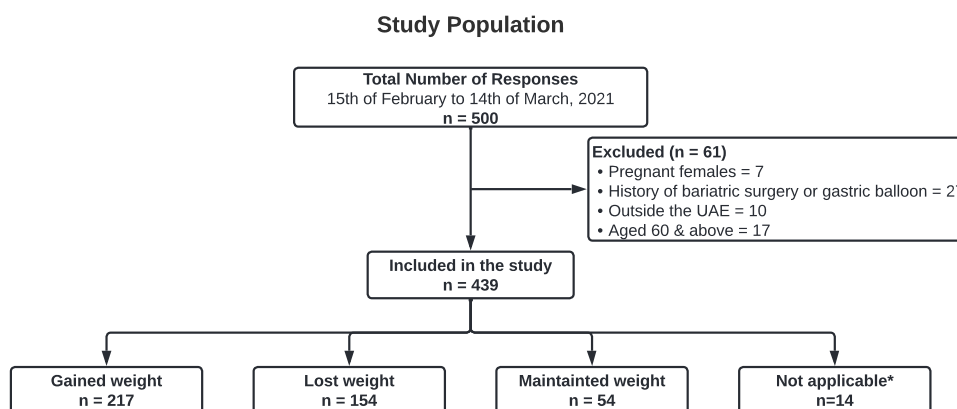 Study Population
Total Number of Responses
15th of February to 14th of March, 2021
n = 500
Excluded (n = 61)
• Pregnant females = 7
• History of bariatric surgery or gastric balloon = 27
• Outside the UAE = 10
• Aged 60 & above = 17
Included in the study
n = 439
Gained weight
n = 217
Lost weight
n = 154
Maintainted weight
n = 54
Not applicable*
n=14